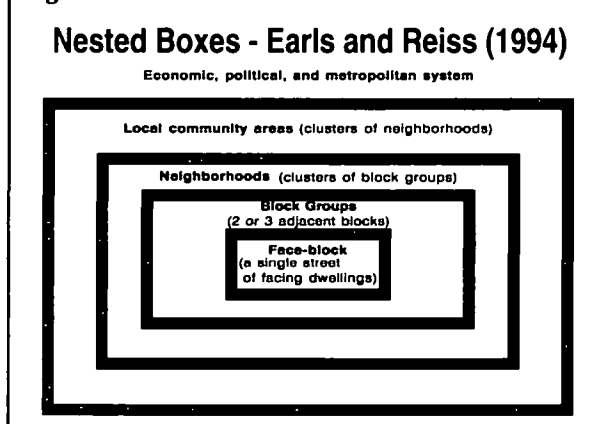 Nested Boxes - Earls and Reiss (1994)
Economic, political, and metropolitan system
Local community areas (clusters of neighborhoods)
Neighborhoods (clusters of block groups)
Block Groups
(2 or 3 adjacent blocks)
Face-block
(a single street
of facing dwellings)